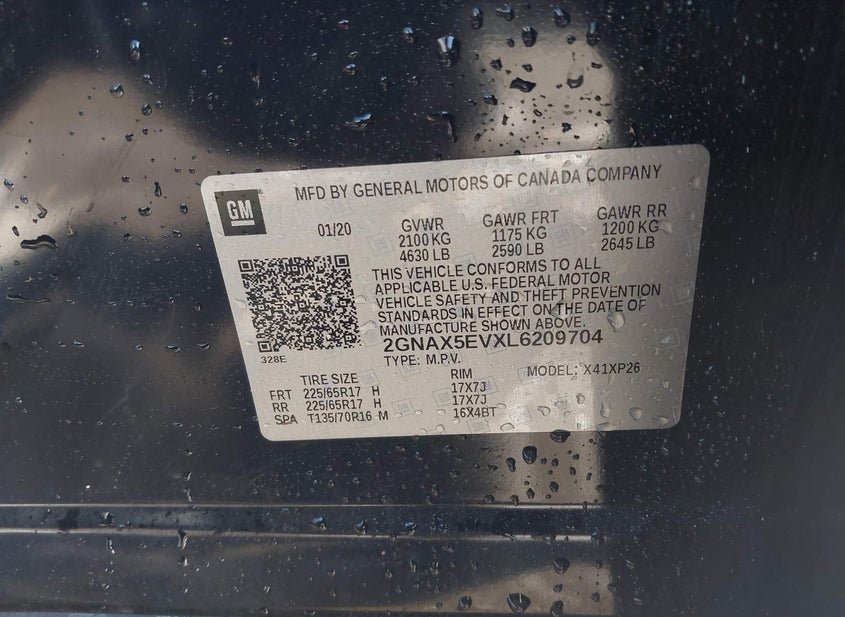 GM
MFD BY GENERAL MOTORS OF CANADA COMPANY
01/20 GVWR GAWR FRT GAWR RR
2100 KG 1175 KG 1200 KG
4630 LB 2590 LB 2645 LB
THIS VEHICLE CONFORMS TO ALL
APPLICABLE U.S. FEDERAL MOTOR
VEHICLE SAFETY AND THEFT PREVENTION
STANDARDS IN EFFECT ON THE DATE OF
MANUFACTURE SHOWN ABOVE.
2GNAX5EVXL6209704
328E
TYPE: M.P.V. MODEL: X41XP26
TIRE SIZE RIM
FRT 225/65R17 H 17X7J
RR 225/65R17 H 17X7J
SPA T135/70R16 M 16X4BT